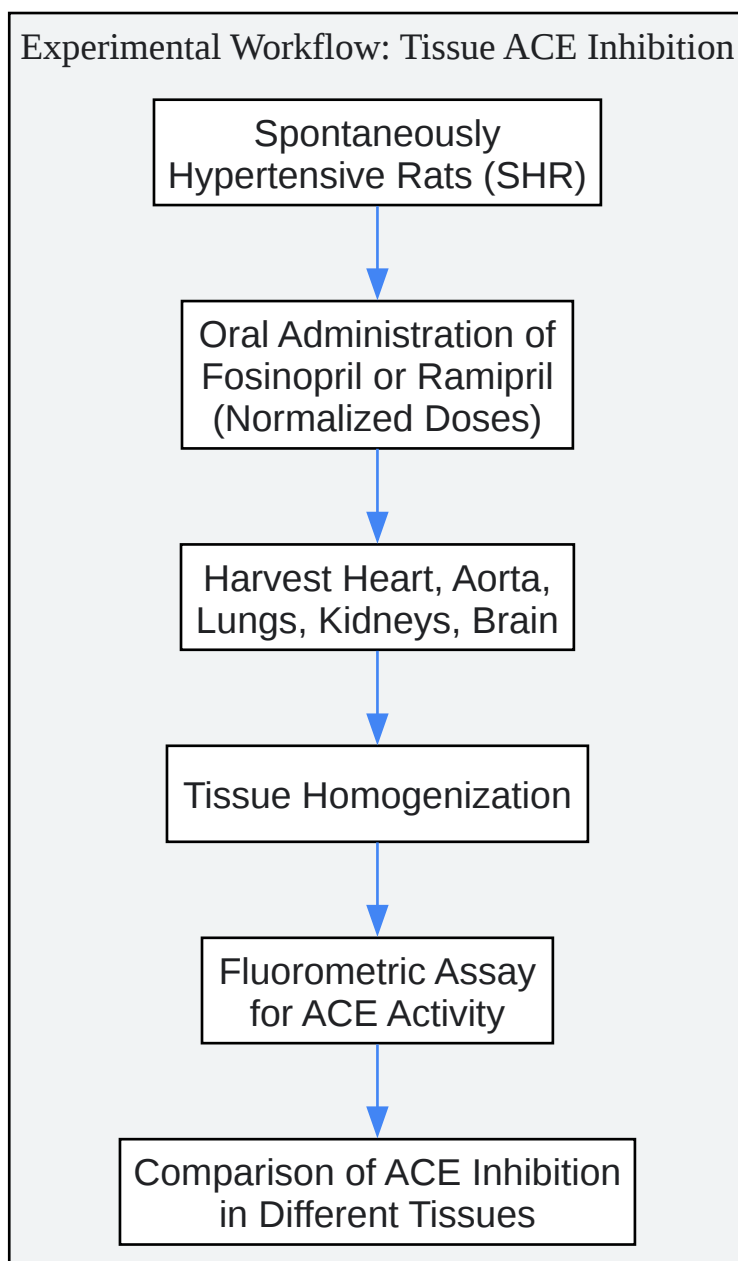 Experimental Workflow: Tissue ACE Inhibition
Spontaneously
Hypertensive Rats (SHR)
Oral Administration of
Fosinopril or Ramipril
(Normalized Doses)
Harvest Heart, Aorta,
Lungs, Kidneys, Brain
Tissue Homogenization
Fluorometric Assay
for ACE Activity
Comparison of ACE Inhibition
in Different Tissues